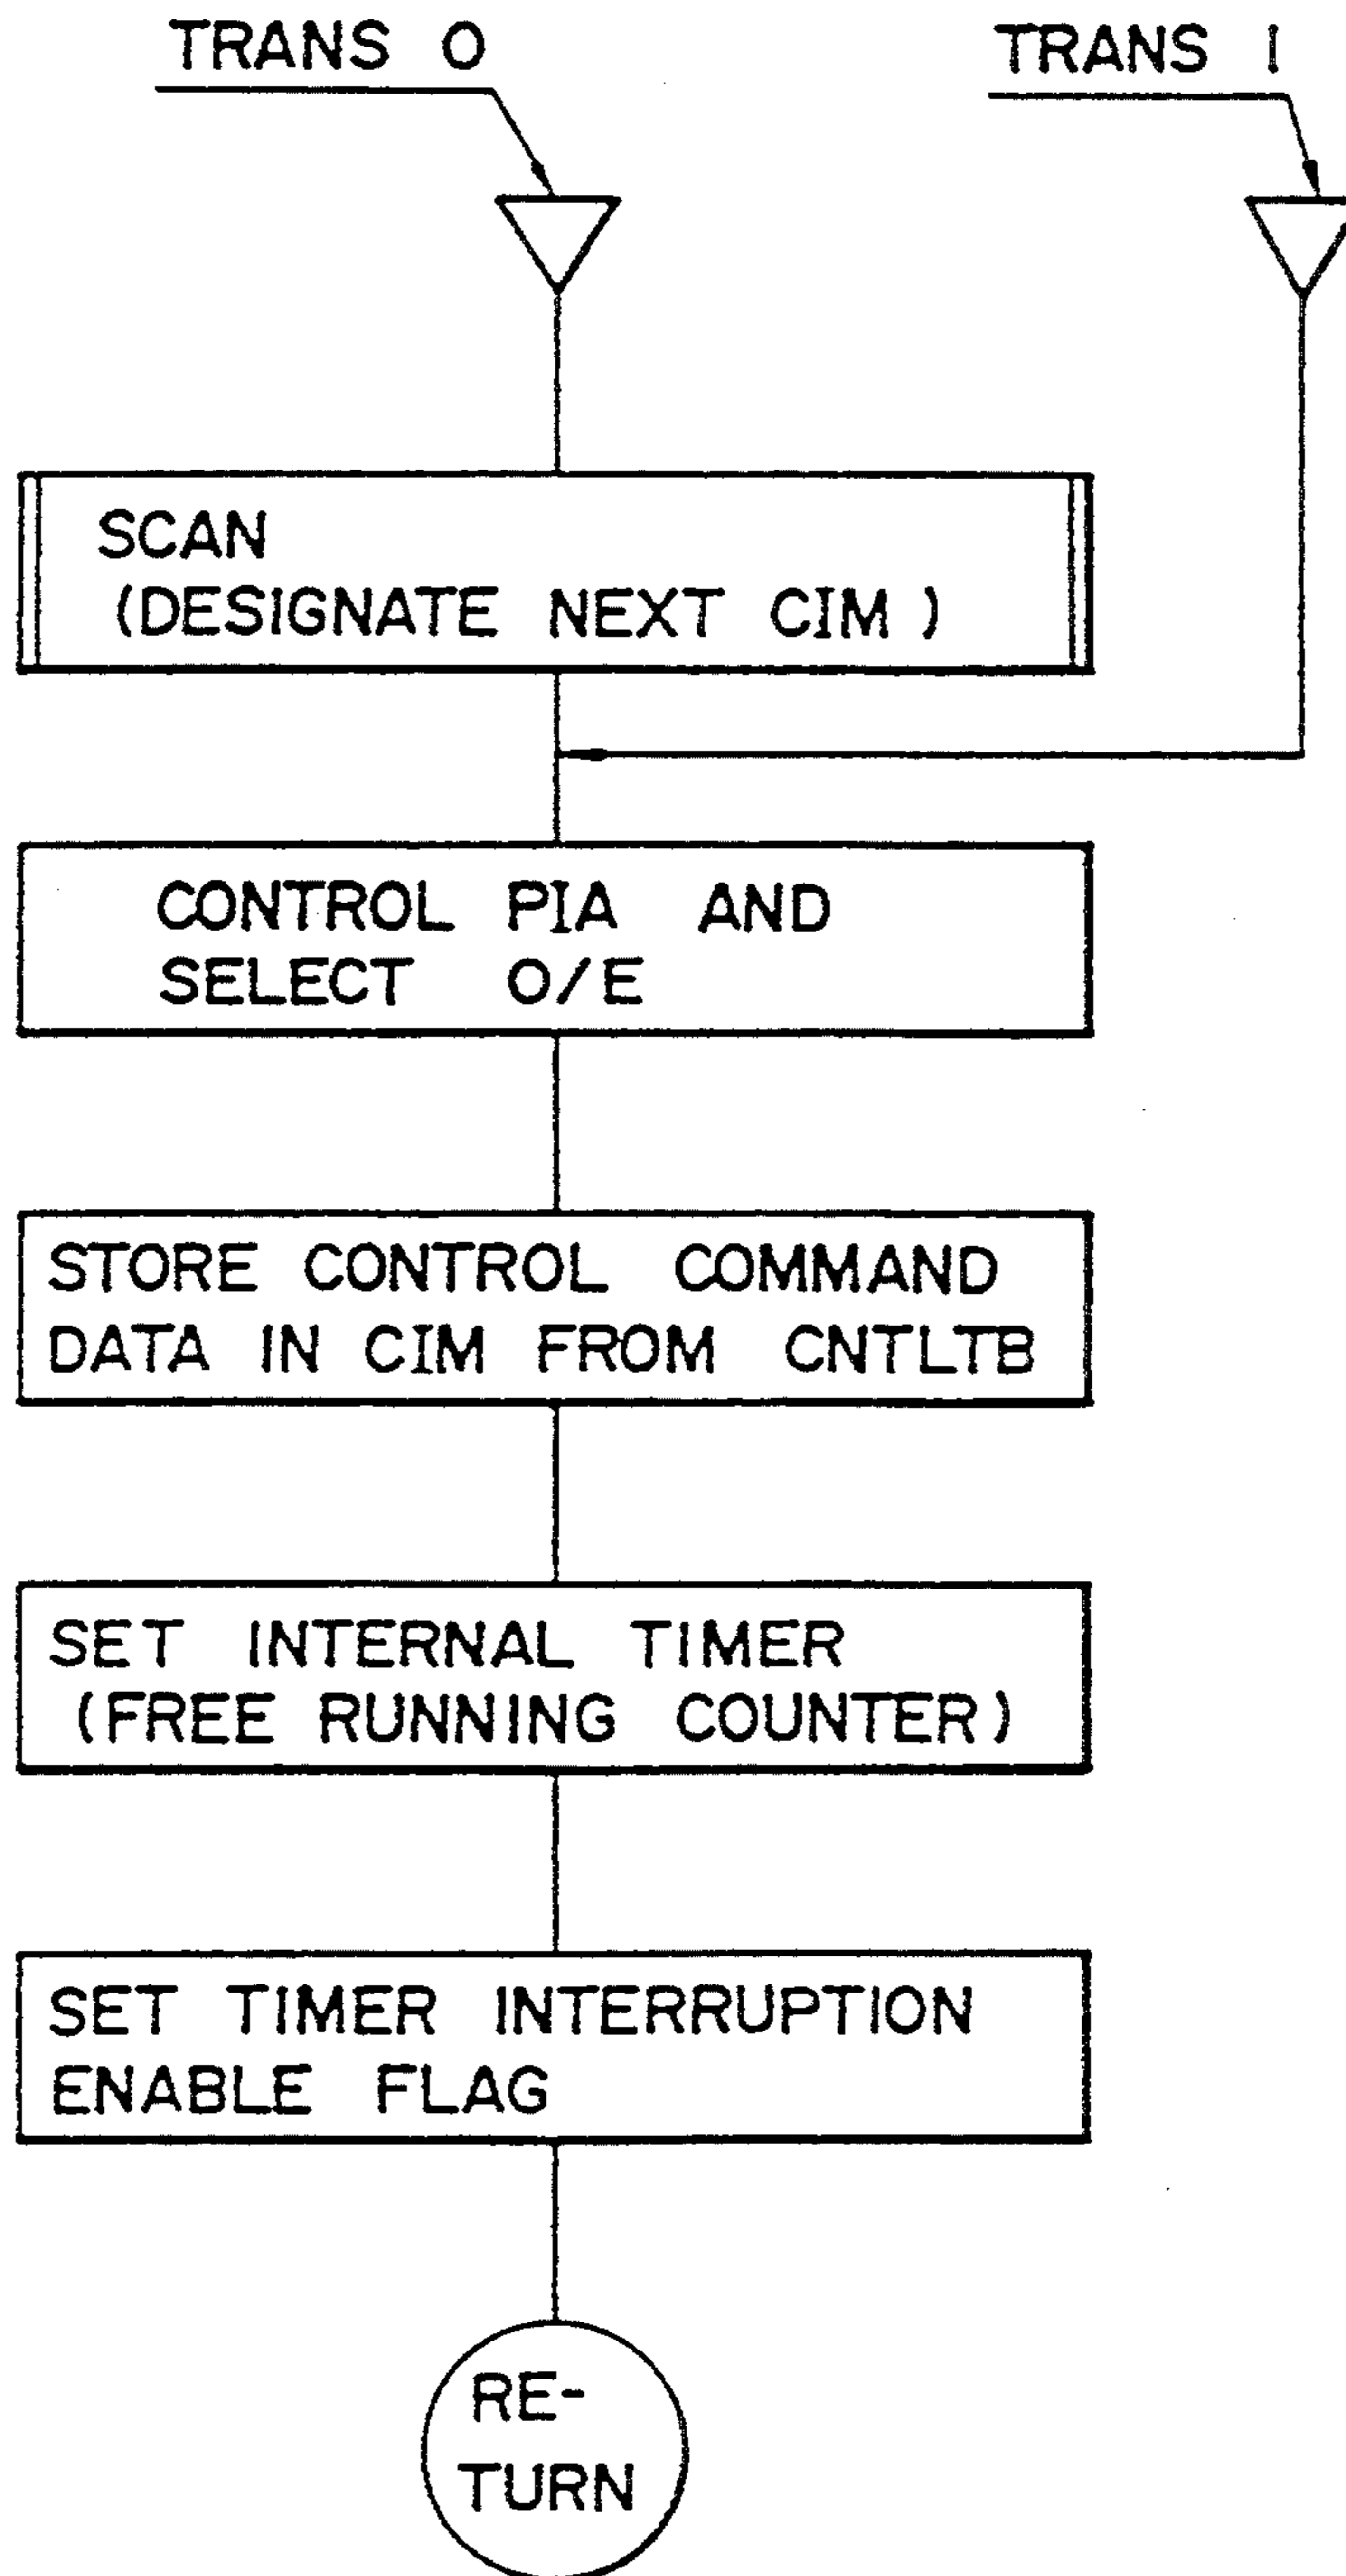 TRANS 0
TRANS 1
SCAN
(DESIGNATE NEXT CIM)
CONTROL PIA AND
SELECT O/E
STORE CONTROL COMMAND
DATA IN CIM FROM CNTLTB
SET INTERNAL TIMER
(FREE RUNNING COUNTER)
SET TIMER INTERRUPTION
ENABLE FLAG
RE-
TURN